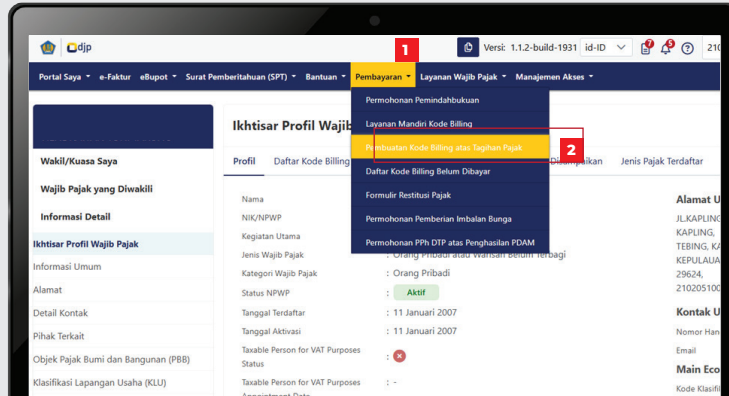 djp
1
Versi: 1.1.2-build-1931 id-ID
Portal Saya e-Faktur eBupot Surat Pemberitahuan (SPT) Bantuan Pembayaran Layanan Wajib Pajak Manajemen Akses
Permohonan Pemindahbukuan
Layanan Mandiri Kode Billing
Pembuatan Kode Billing atas Tagihan Pajak
2
Daftar Kode Billing Belum Dibayar
Formulir Restitusi Pajak
Permohonan Pemberian Imbalan Bunga
Permohonan PPh DTP atas Penghasilan PDAM
Wakil/Kuasa Saya
Wajib Pajak yang Diwakili
Informasi Detail
Ikhtisar Profil Wajib Pajak
Informasi Umum
Alamat
Detail Kontak
Pihak Terkait
Objek Pajak Bumi dan Bangunan (PBB)
Klasifikasi Lapangan Usaha (KLU)
Ikhtisar Profil Wajib
Profil Daftar Kode Billing Jenis Pajak Terdaftar
Nama
NIK/NPWP
Kegiatan Utama
Jenis Wajib Pajak : Orang Pribadi atau Warisan Belum Terbagi
Kategori Wajib Pajak : Orang Pribadi
Status NPWP : Aktif
Tanggal Terdaftar : 11 Januari 2007
Tanggal Aktivasi : 11 Januari 2007
Taxable Person for VAT Purposes
Status :
Taxable Person for VAT Purposes : -
Appointment Date
Alamat U
JL.KAPLING
KAPLING,
TEBING, KA
KEPULAUA
29624,
210205100
Kontak U
Nomor Han
Email
Main Eco
Kode Klasifi